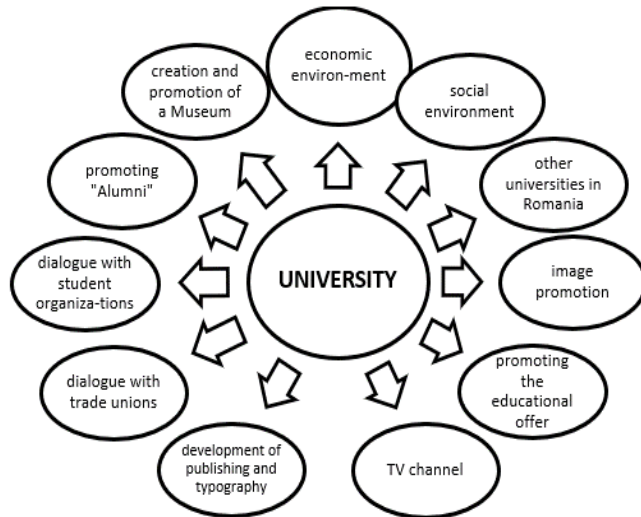 economic
environ-ment
social
environment
other
universities in
Romania
image
promotion
promoting
the
educational
offer
TV channel
development of
publishing and
typography
dialogue with
trade unions
dialogue with
student
organiza-tions
promoting
"Alumni"
creation and
promotion of
a Museum
UNIVERSITY